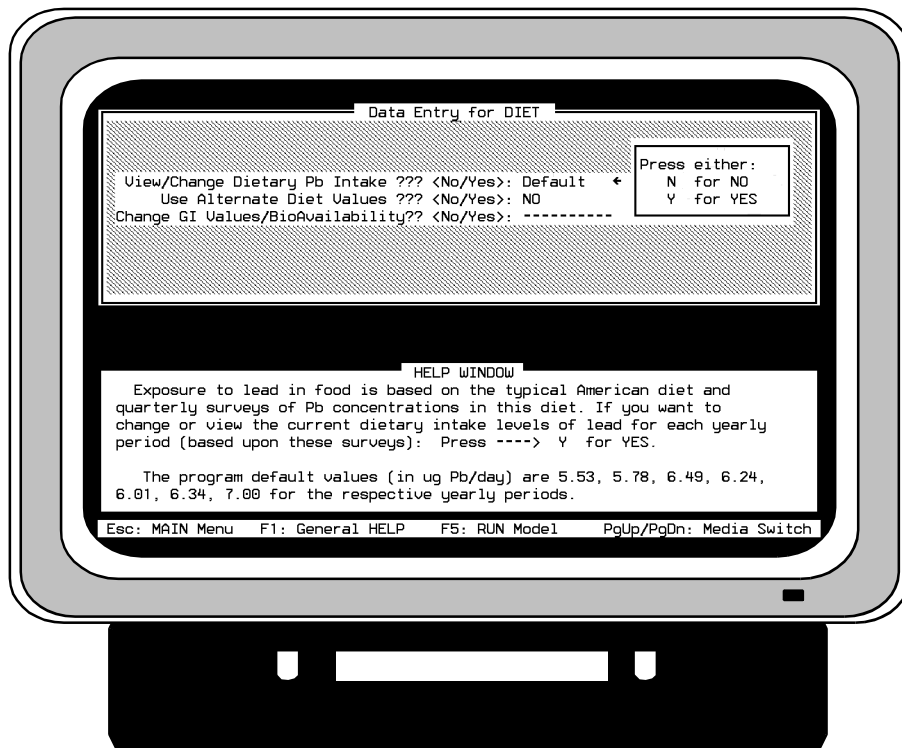 Data Entry for DIET
Press either:
N for NO
Y for YES
View/Change Dietary Pb Intake ??? <No/Yes>: Default ←
Use Alternate Diet Values ??? <No/Yes>: NO
Change GI Values/BioAvailability?? <No/Yes>: ----------
HELP WINDOW
Exposure to lead in food is based on the typical American diet and
quarterly surveys of Pb concentrations in this diet. If you want to
change or view the current dietary intake levels of lead for each yearly
period (based upon these surveys): Press ----> Y for YES.
The program default values (in ug Pb/day) are 5.53, 5.78, 6.49, 6.24,
6.01, 6.34, 7.00 for the respective yearly periods.
Esc: MAIN Menu F1: General HELP F5: RUN Model PgUp/PgDn: Media Switch